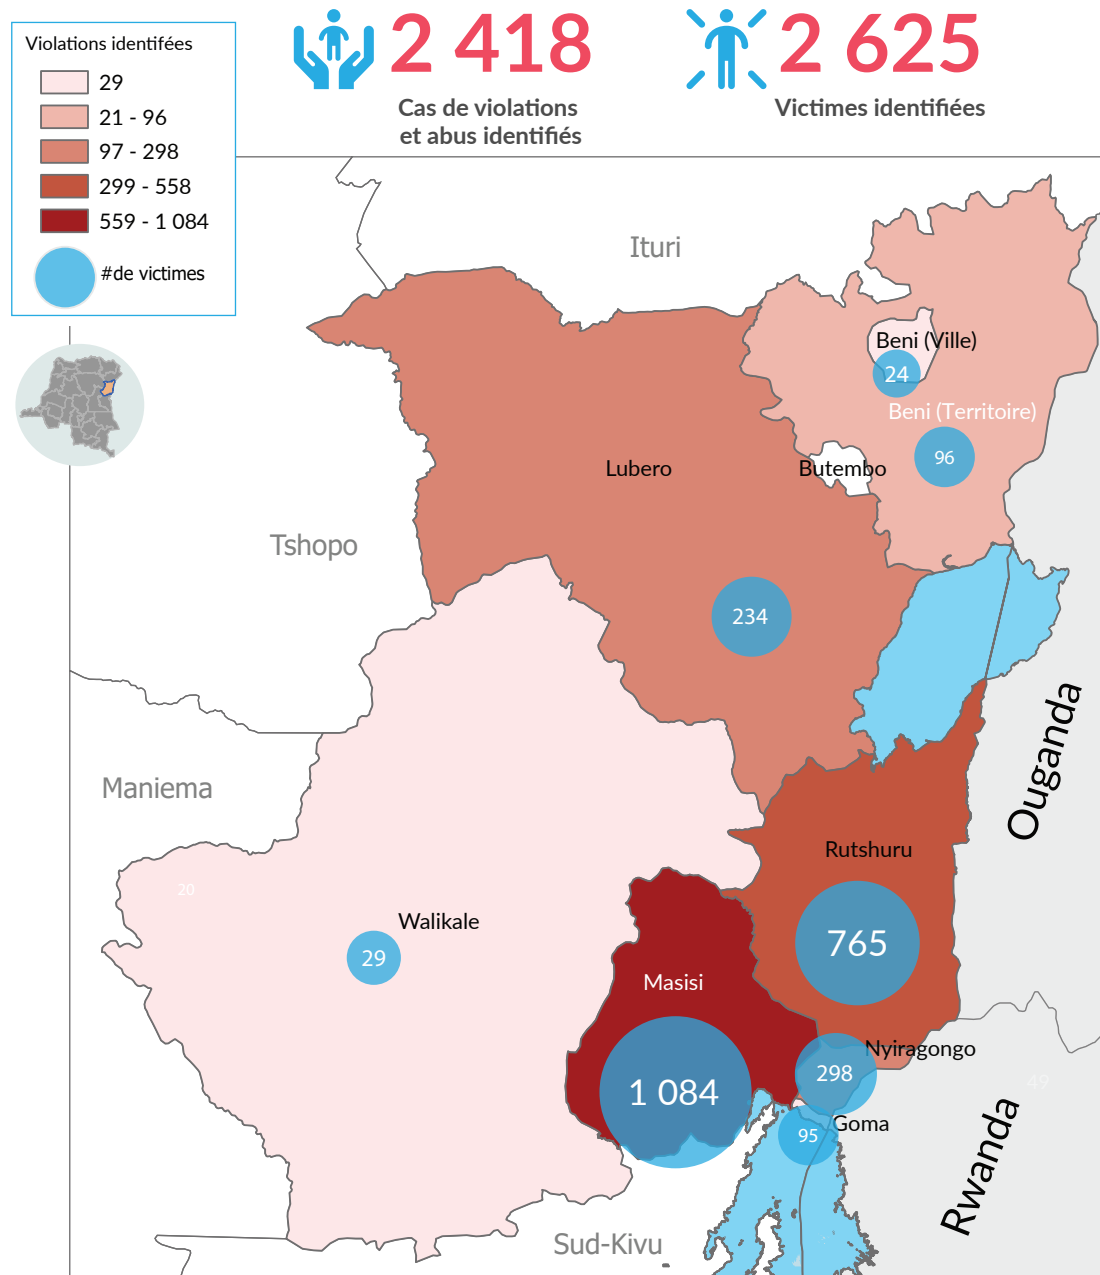 2 418
Cas de violations
et abus identifiés
2 625
Victimes identifiées
Violations identifées
29
21 - 96
97 - 298
299 - 558
559 - 1 084
#de victimes
Ituri
Beni (Ville)
24
Beni (Territoire)
96
Lubero
Butembo
Tshopo
234
Ouganda
Maniema
Rutshuru
20
Walikale
765
29
Masisi
Nyiragongo
298
49
1 084
Goma
95
Rwanda
Sud-Kivu